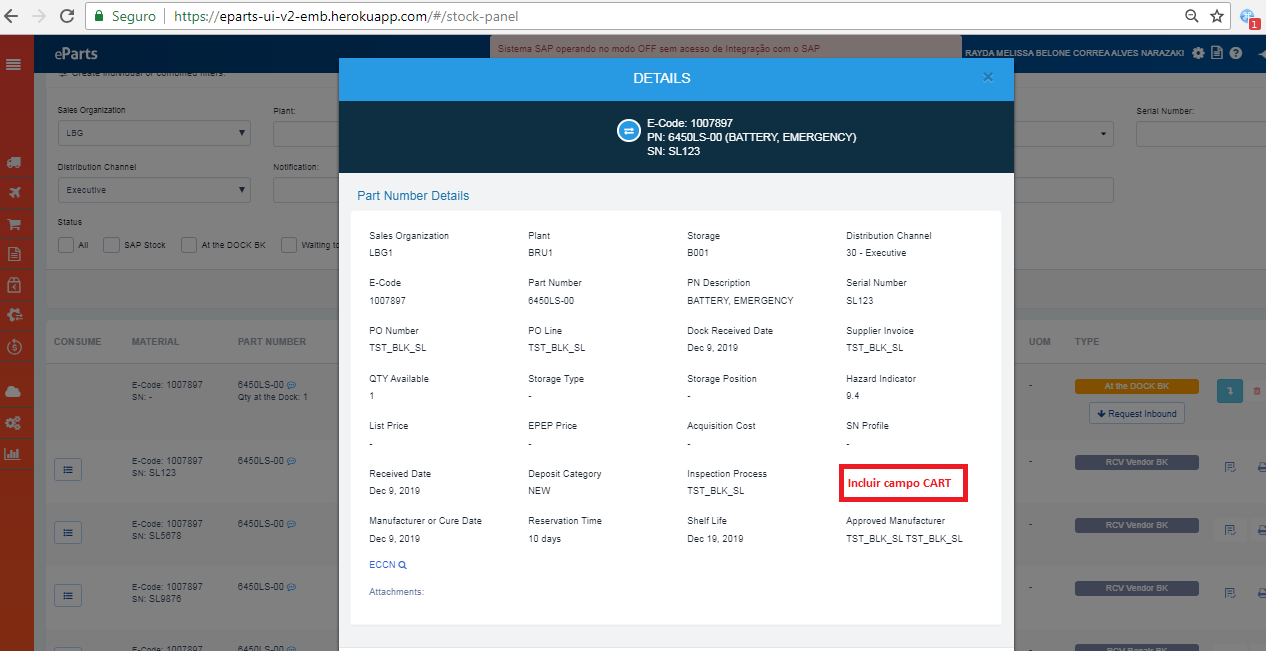 Seguro
https://eparts-ui-v2-emb.herokuapp.com/#/stock-panel
1
eParts
Sistema SAP operando no modo OFF sem acesso de Integração com o SAP
RAYDA MELISSA BELONE CORREA ALVES NARAZAKI
Create individual or combined filters.
Sales Organization
Plant:
Serial Number:
LBG
Distribution Channel
Notification:
Executive
Status
All
SAP Stock
At the DOCK BK
Waiting to
DETAILS
×
E-Code: 1007897
PN: 6450LS-00 (BATTERY, EMERGENCY)
SN: SL123
Part Number Details
Sales Organization
Plant
Storage
Distribution Channel
LBG1
BRU1
B001
30 - Executive
E-Code
Part Number
PN Description
Serial Number
1007897
6450LS-00
BATTERY, EMERGENCY
SL123
PO Number
PO Line
Dock Received Date
Supplier Invoice
TST_BLK_SL
TST_BLK_SL
Dec 9, 2019
TST_BLK_SL
QTY Available
Storage Type
Storage Position
Hazard Indicator
1
-
-
9.4
List Price
EPEP Price
Acquisition Cost
SN Profile
-
-
-
-
Received Date
Deposit Category
Inspection Process
Incluir campo CART
Dec 9, 2019
NEW
TST_BLK_SL
Manufacturer or Cure Date
Reservation Time
Shelf Life
Approved Manufacturer
Dec 9, 2019
10 days
Dec 19, 2019
TST_BLK_SL TST_BLK_SL
ECCN
Attachments:
CONSUME
MATERIAL
PART NUMBER
UOM
TYPE
E-Code: 1007897
SN: -
6450LS-00
Qty at the Dock: 1
-
At the DOCK BK
Request Inbound
E-Code: 1007897
SN: SL123
6450LS-00
-
RCV Vendor BK
E-Code: 1007897
SN: SL5678
6450LS-00
-
RCV Vendor BK
E-Code: 1007897
SN: SL9876
6450LS-00
-
RCV Vendor BK
E-Code: 1007897
6450LS-00
-
RCV Repair BK